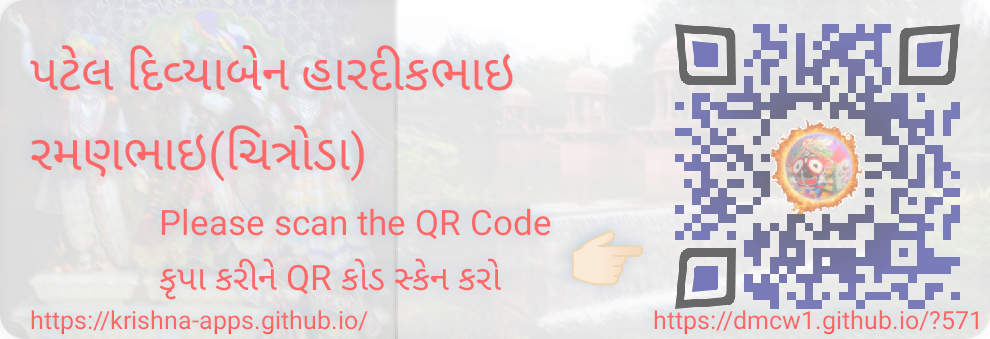 પટેલ દિવ્યાબેન હારદીકભાઇ
રમણભાઇ(ચિત્રોડા)
Please scan the QR Code
કૃપા કરીને QR કોડ સ્કેન કરો
https://krishna-apps.github.io/
https://dmcw1.github.io/?571